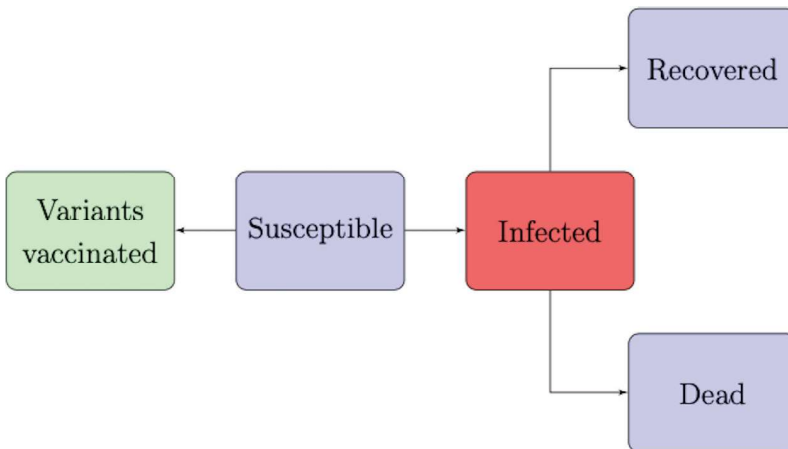 Recovered
Variants
vaccinated
Susceptible
Infected
Dead